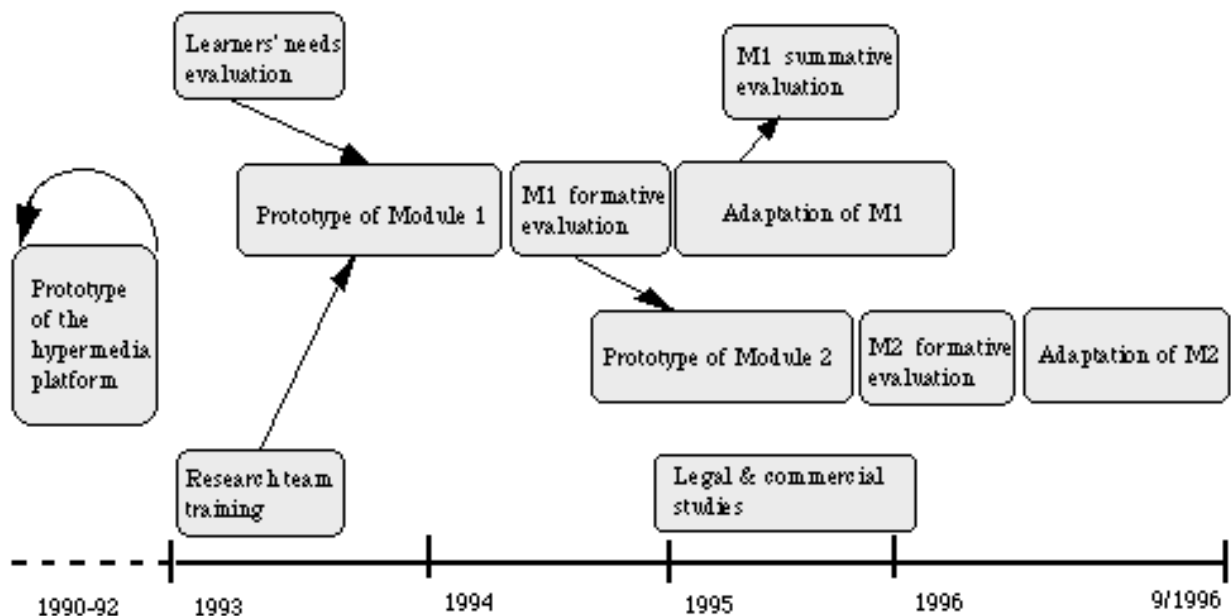 Learners' needs
evaluation
M1 summative
evaluation
Prototype of Module 1
M1 formative
evaluation
Adaptation of M1
Prototype
of the
hypermedia
platform
Prototype of Module 2
M2 formative
evaluation
Adaptation of M2
Research team
training
Legal & commercial
studies
1990-92
1993
1994
1995
1996
9/1996